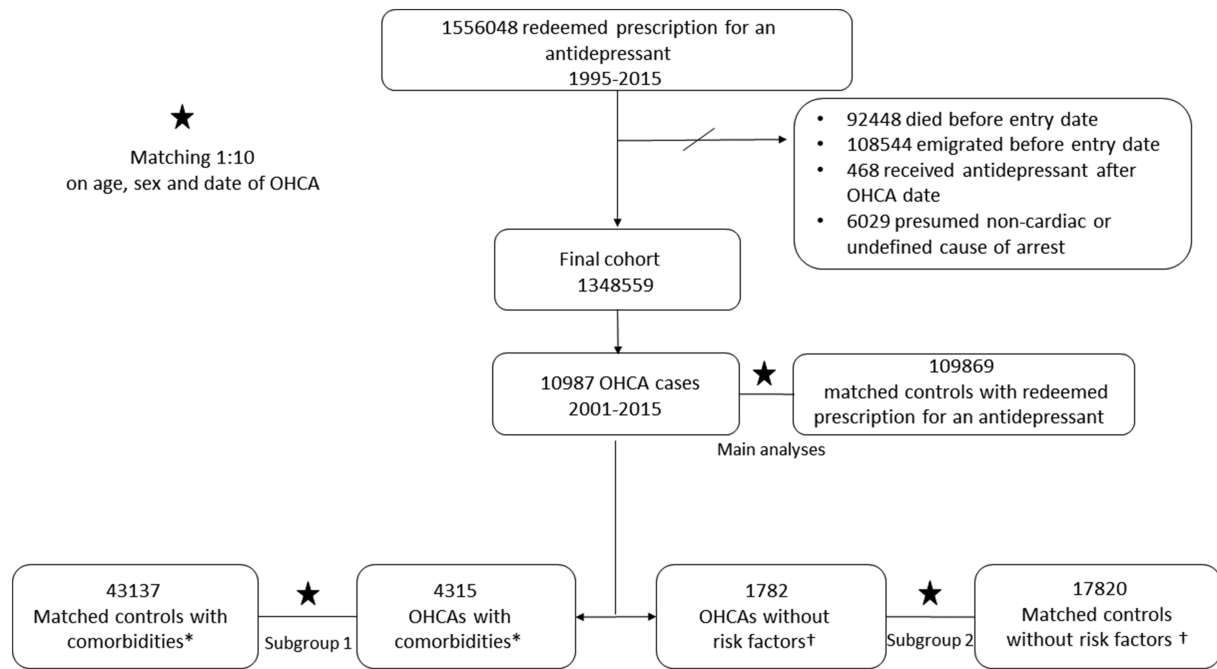 1556048 redeemed prescription for an
antidepressant
1995-2015
★
Matching 1:10
on age, sex and date of OHCA
• 92448 died before entry date
• 108544 emigrated before entry date
• 468 received antidepressant after
OHCA date
• 6029 presumed non-cardiac or
undefined cause of arrest
Final cohort
1348559
10987 OHCA cases
2001-2015
★
109869
matched controls with redeemed
prescription for an antidepressant
Main analyses
43137
Matched controls with
comorbidities*
★
Subgroup 1
4315
OHCAs with
comorbidities*
1782
OHCAs without
risk factors†
★
Subgroup 2
17820
Matched controls
without risk factors †